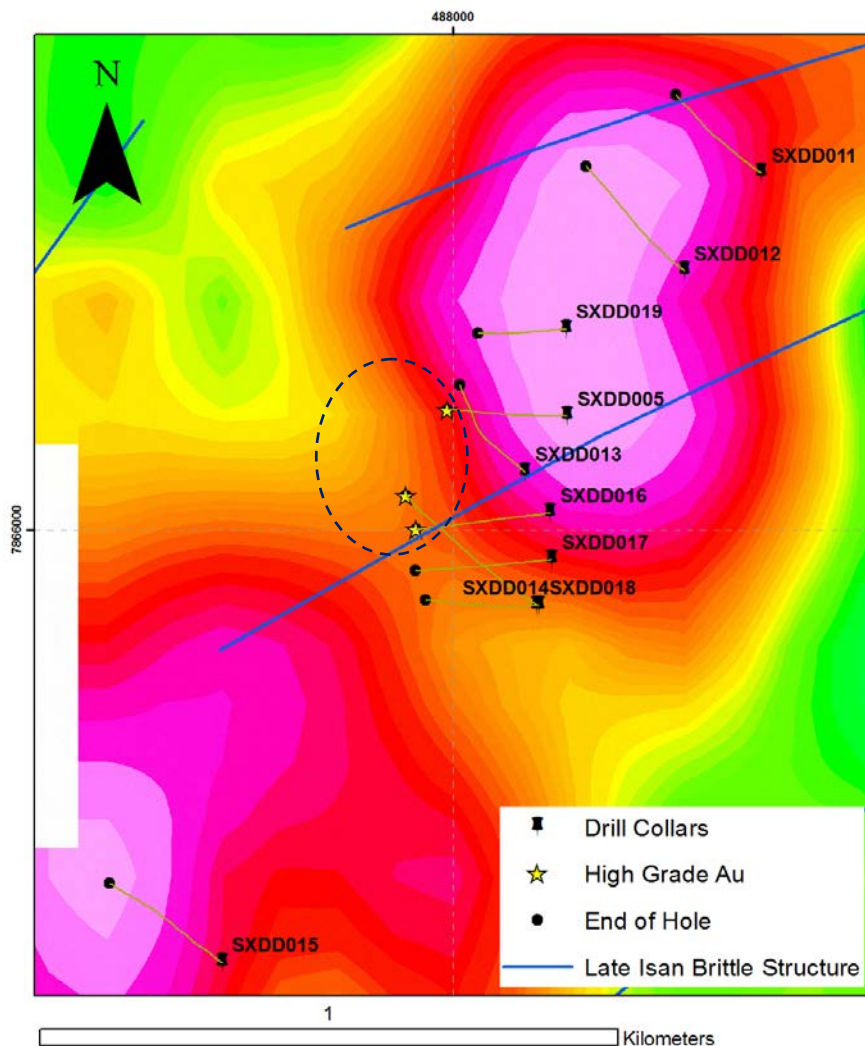 488000
N
SXDD011
SXDD012
SXDD019
SXDD005
SXDD013
SXDD016
7866000
SXDD017
SXDD014SXDD018
SXDD015
Drill Collars
High Grade Au
End of Hole
Late Isan Brittle Structure
1
Kilometers